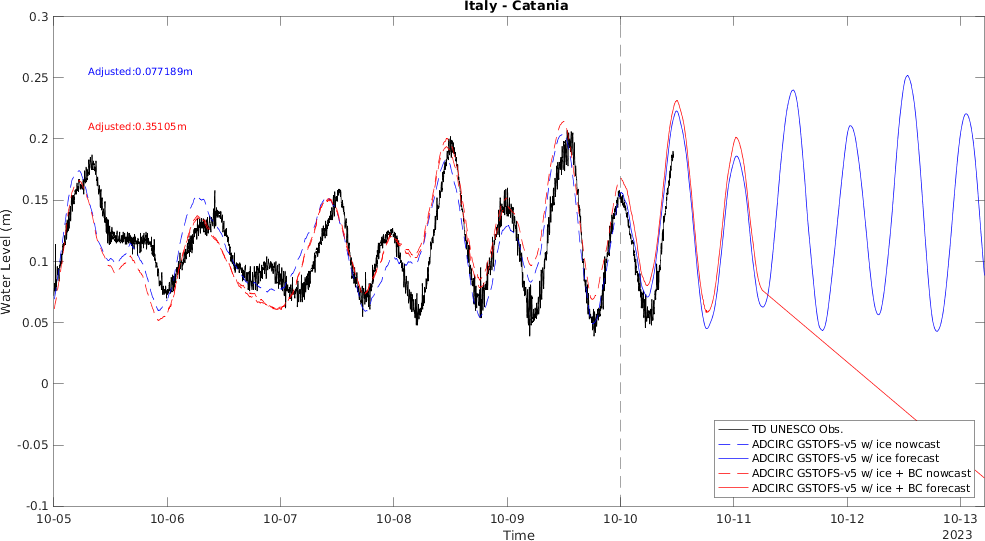 Italy - Catania
0.3
0.25
0.2
0.15
0.1
0.05
0
-0.05
-0.1
Water Level (m)
Adjusted:0.077189m
Adjusted:0.35105m
TD UNESCO Obs.
ADCIRC GSTOFS-v5 w/ ice nowcast
ADCIRC GSTOFS-v5 w/ ice forecast
ADCIRC GSTOFS-v5 w/ ice + BC nowcast
ADCIRC GSTOFS-v5 w/ ice + BC forecast
10-05 10-06 10-07 10-08 10-09 10-10 10-11 10-12 10-13
Time
2023